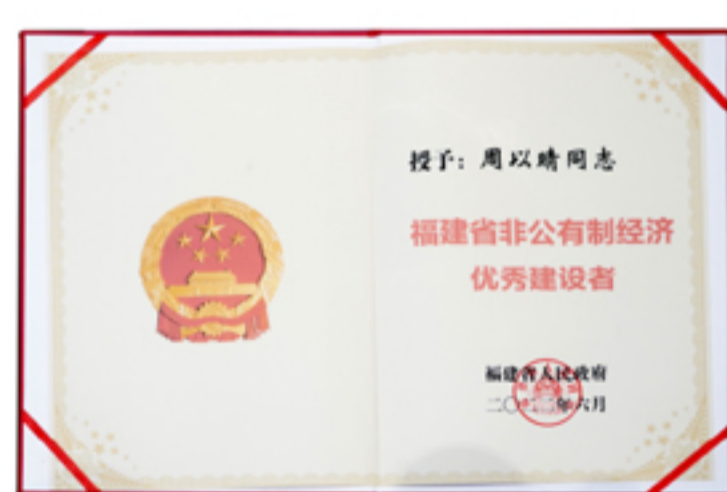 授予：周以晴同志
福建省非公有制经济
优秀建设者
福建省人民政府
二〇年六月